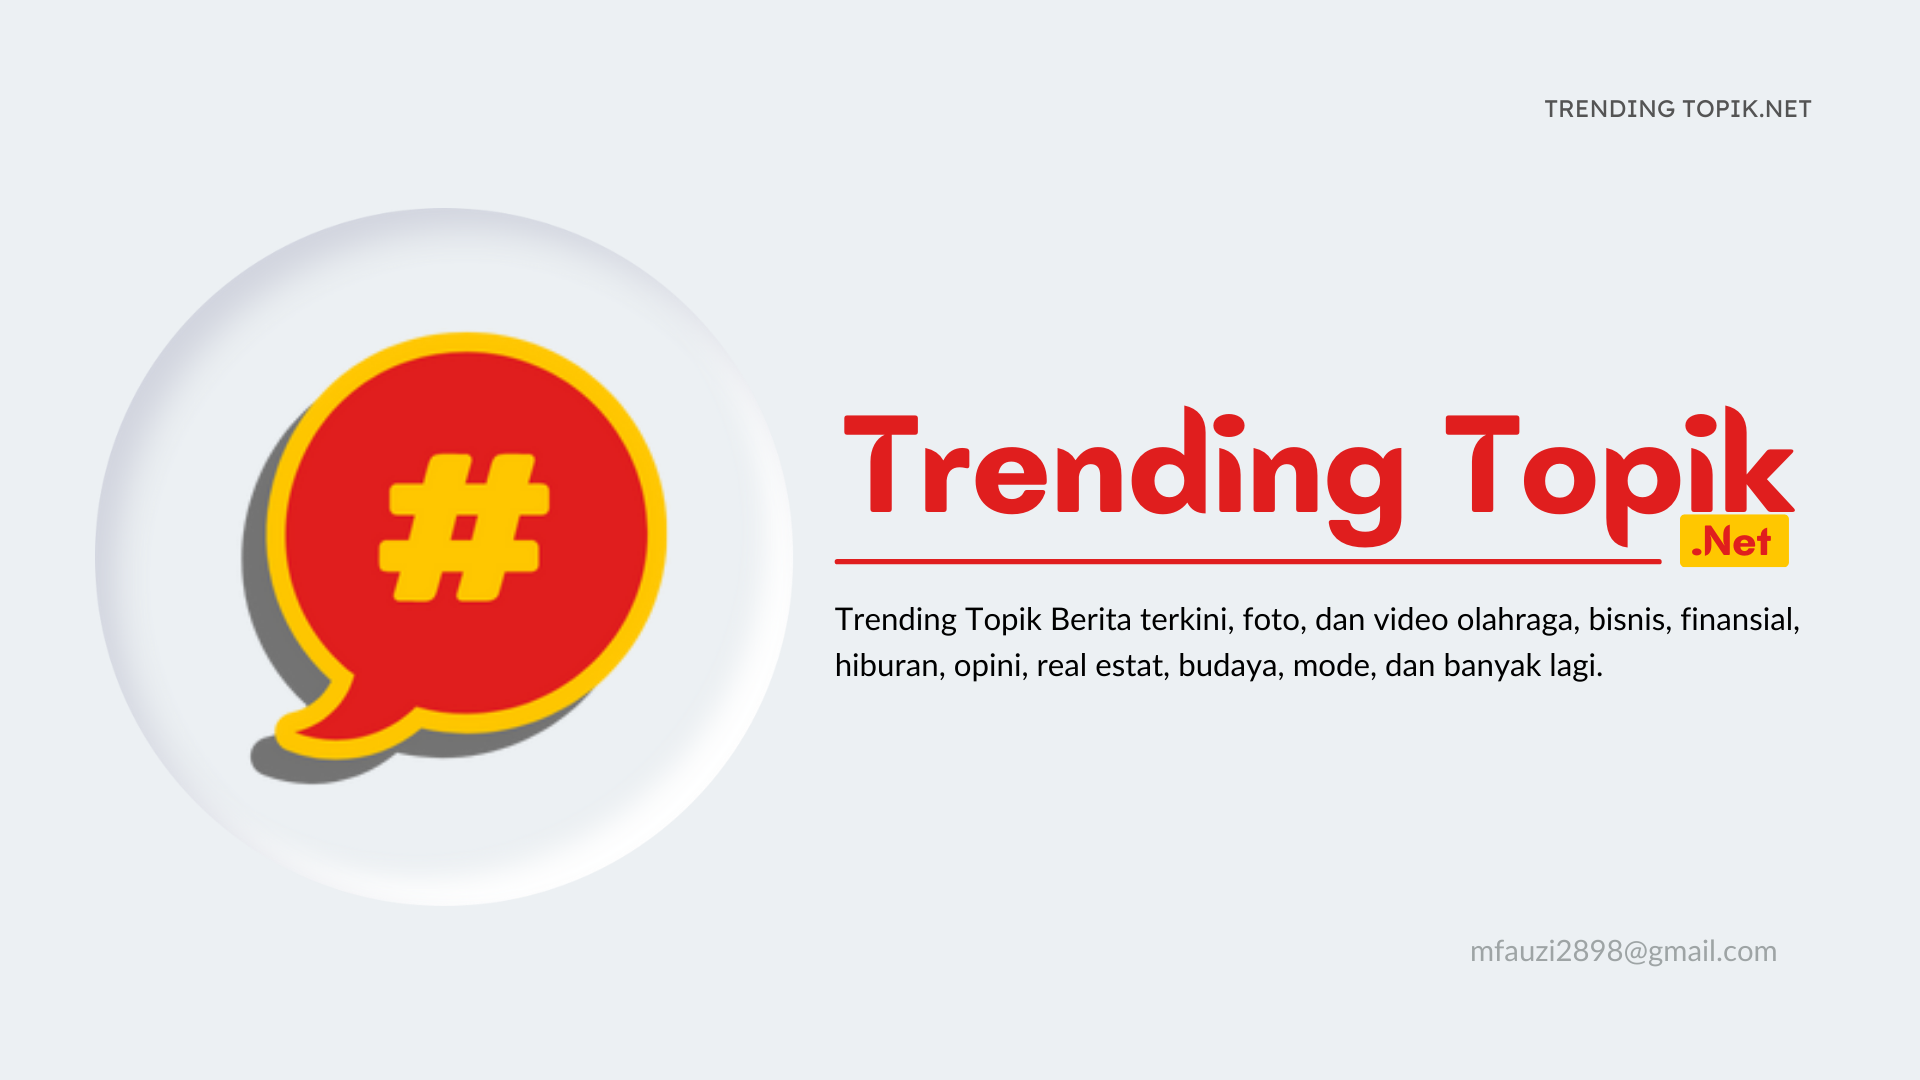 TRENDING TOPIK.NET
#
Trending Topik
.Net
Trending Topik Berita terkini, foto, dan video olahraga, bisnis, finansial,
hiburan, opini, real estat, budaya, mode, dan banyak lagi.
mfauzi2898@gmail.com